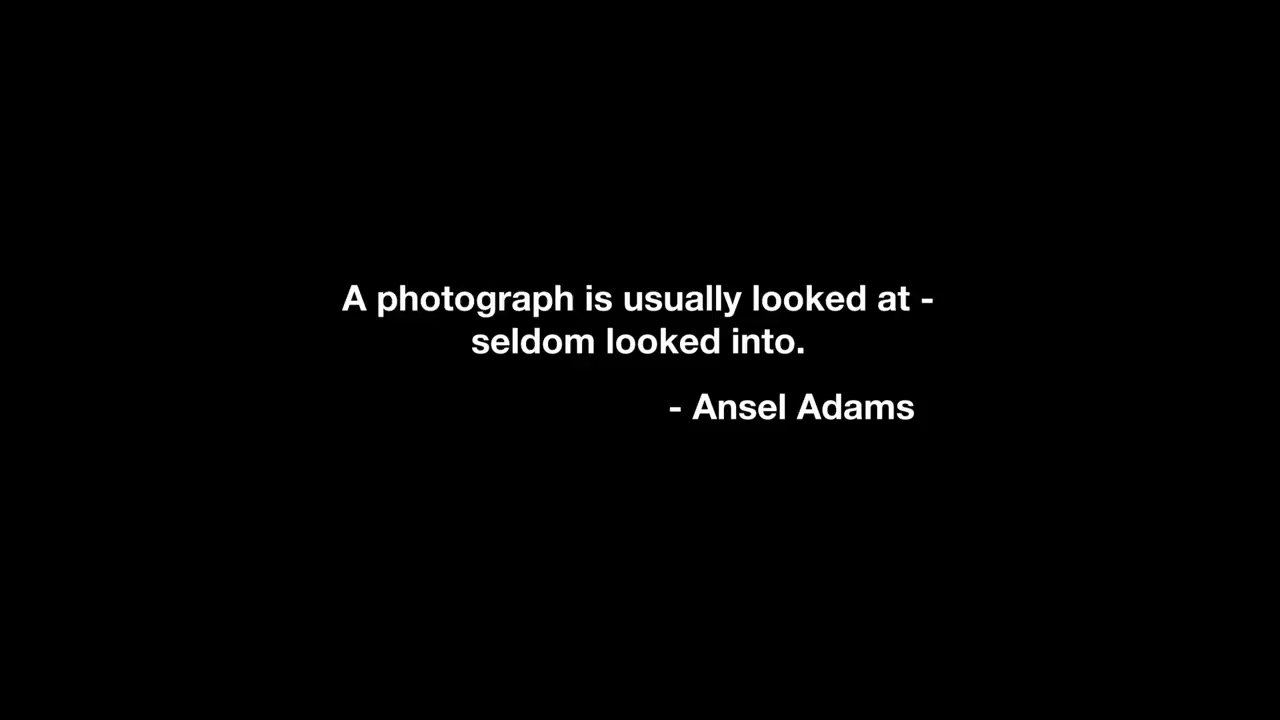 A photograph is usually looked at -
seldom looked into.
- Ansel Adams